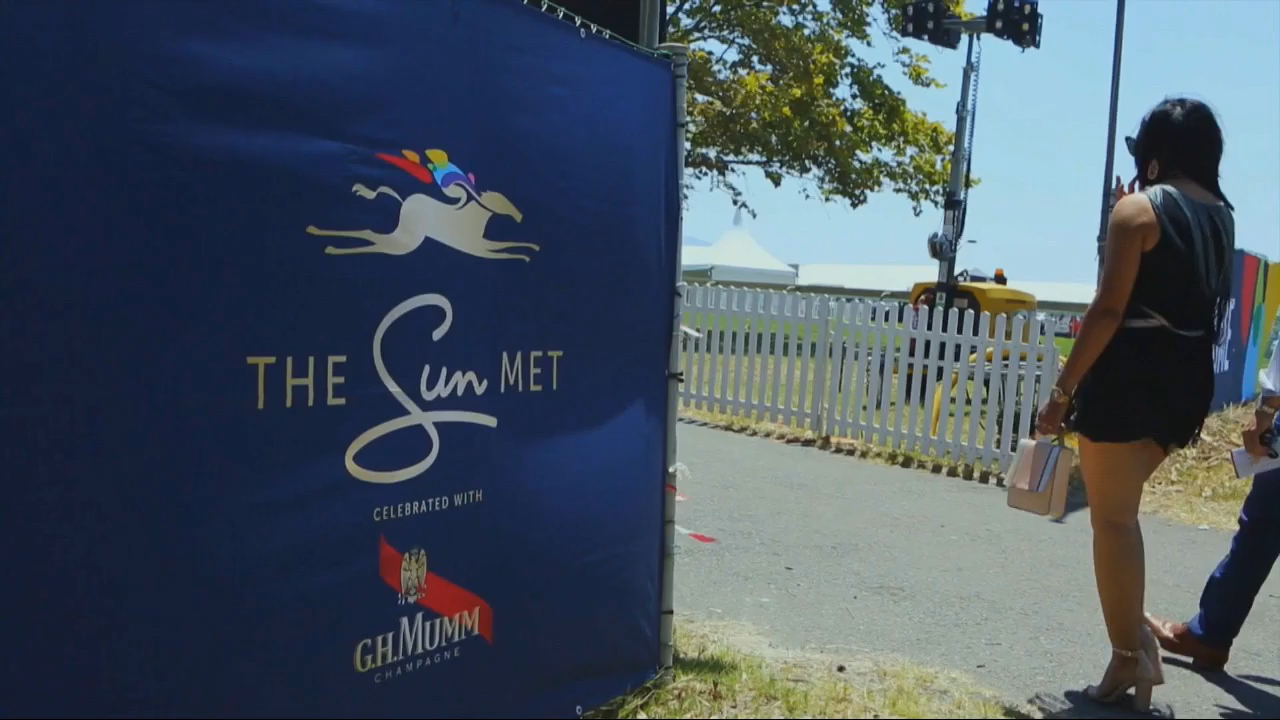 THE Sun MET
CELEBRATED WITH
G.H.MUMM
CHAMPAGNE